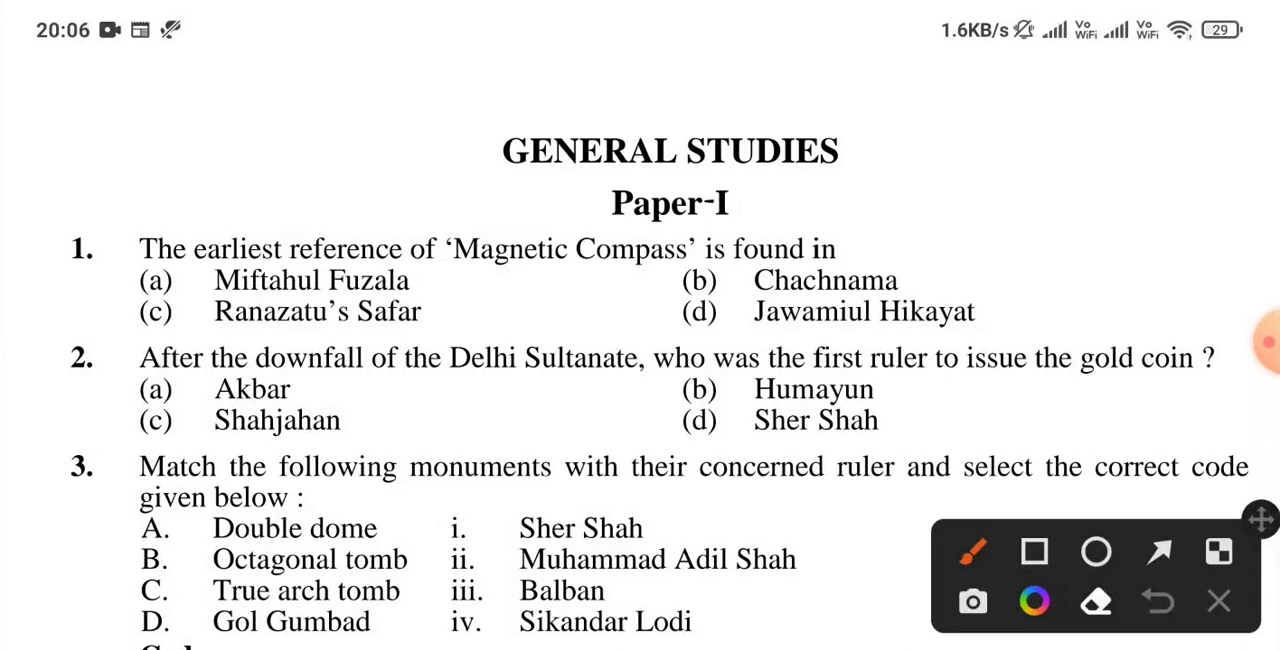 20:06 1.6KB/s Vo WiFi Vo WiFi 29
GENERAL STUDIES
Paper-I
1. The earliest reference of ‘Magnetic Compass’ is found in
(a) Miftahul Fuzala (b) Chachnama
(c) Ranazatu’s Safar (d) Jawamiul Hikayat
2. After the downfall of the Delhi Sultanate, who was the first ruler to issue the gold coin ?
(a) Akbar (b) Humayun
(c) Shahjahan (d) Sher Shah
3. Match the following monuments with their concerned ruler and select the correct code
given below :
A. Double dome i. Sher Shah
B. Octagonal tomb ii. Muhammad Adil Shah
C. True arch tomb iii. Balban
D. Gol Gumbad iv. Sikandar Lodi